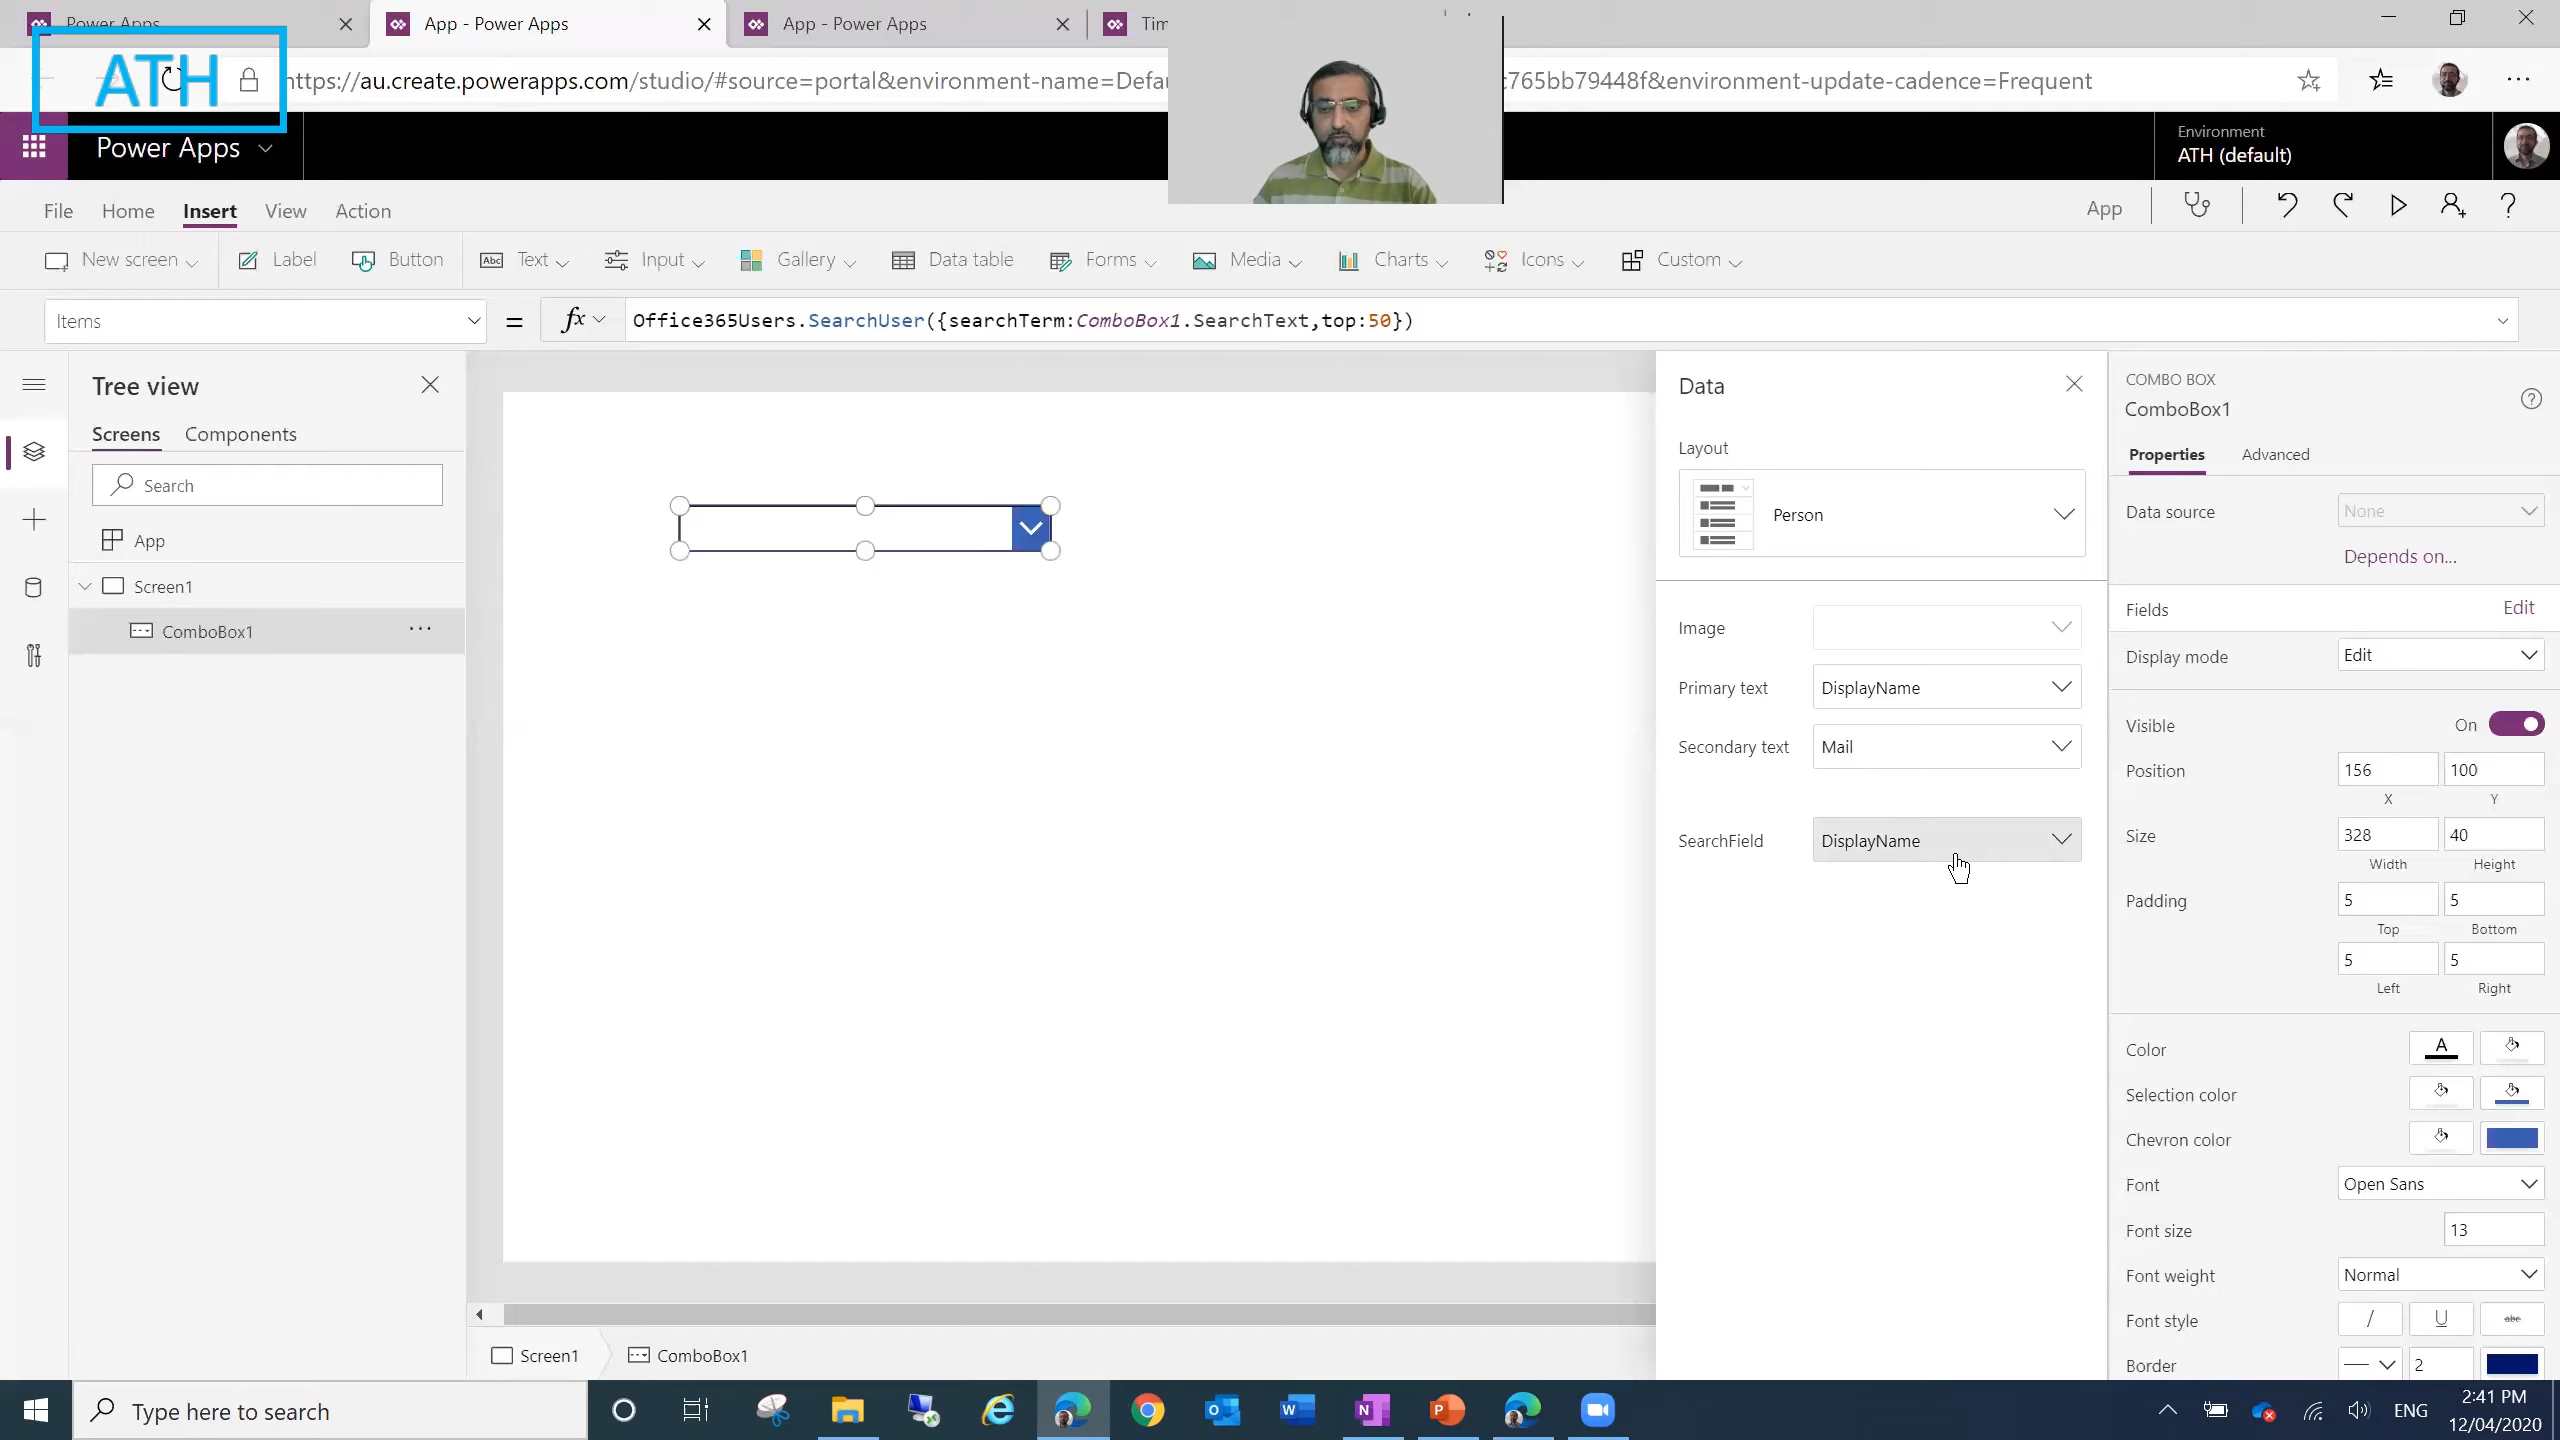 Power Apps
App - Power Apps
App - Power Apps
Tim
ATH
https://au.create.powerapps.com/studio/#source=portal&environment-name=Defau
c765bb79448f&environment-update-cadence=Frequent
Power Apps
Environment
ATH (default)
File
Home
Insert
View
Action
App
New screen
Label
Button
Abc
Text
Input
Gallery
Data table
Forms
Media
Charts
Icons
Custom
Items
=
fx
Office365Users.SearchUser({searchTerm:ComboBox1.SearchText,top:50})
Tree view
Screens
Components
Search
App
Screen1
ComboBox1
Data
Layout
Person
Image
Primary text
DisplayName
Secondary text
Mail
SearchField
DisplayName
COMBO BOX
ComboBox1
Properties
Advanced
Data source
None
Depends on...
Fields
Edit
Display mode
Edit
Visible
On
Position
156
100
X
Y
Size
328
40
Width
Height
Padding
5
5
Top
Bottom
5
5
Left
Right
Color
A
Selection color
Chevron color
Font
Open Sans
Font size
13
Font weight
Normal
Font style
/
U
abc
Border
2
Screen1
ComboBox1
Type here to search
ENG
2:41 PM
12/04/2020